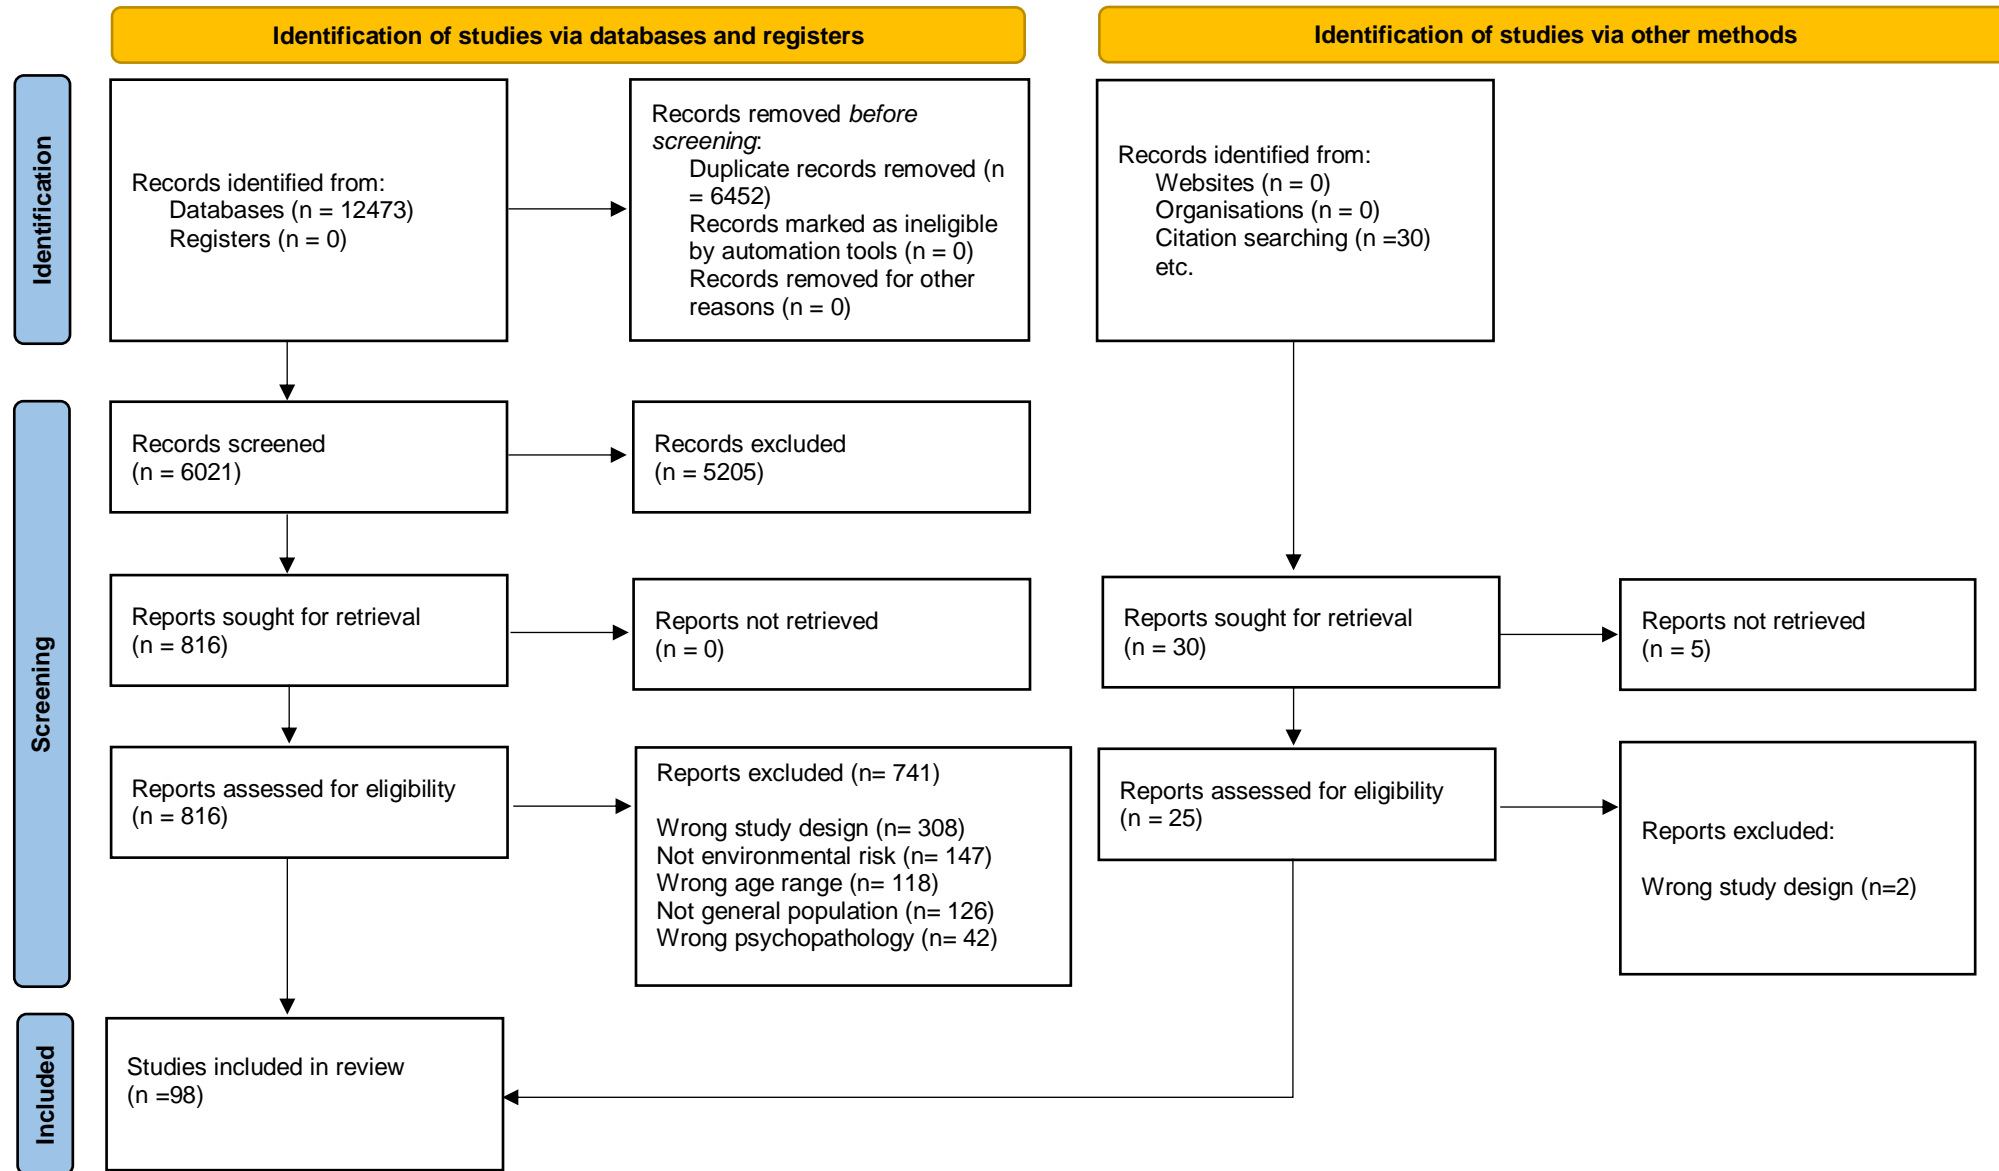 Identification of studies via databases and registers
Identification of studies via other methods
Identification
Records identified from:
Databases (n = 12473)
Registers (n = 0)
Records removed before
screening:
Duplicate records removed (n
= 6452)
Records marked as ineligible
by automation tools (n = 0)
Records removed for other
reasons (n = 0)
Records identified from:
Websites (n = 0)
Organisations (n = 0)
Citation searching (n =30)
etc.
Screening
Records screened
(n = 6021)
Records excluded
(n = 5205)
Reports sought for retrieval
(n = 816)
Reports not retrieved
(n = 0)
Reports sought for retrieval
(n = 30)
Reports not retrieved
(n = 5)
Reports assessed for eligibility
(n = 816)
Reports excluded (n= 741)
Wrong study design (n= 308)
Not environmental risk (n= 147)
Wrong age range (n= 118)
Not general population (n= 126)
Wrong psychopathology (n= 42)
Reports assessed for eligibility
(n = 25)
Reports excluded:
Wrong study design (n=2)
Included
Studies included in review
(n =98)